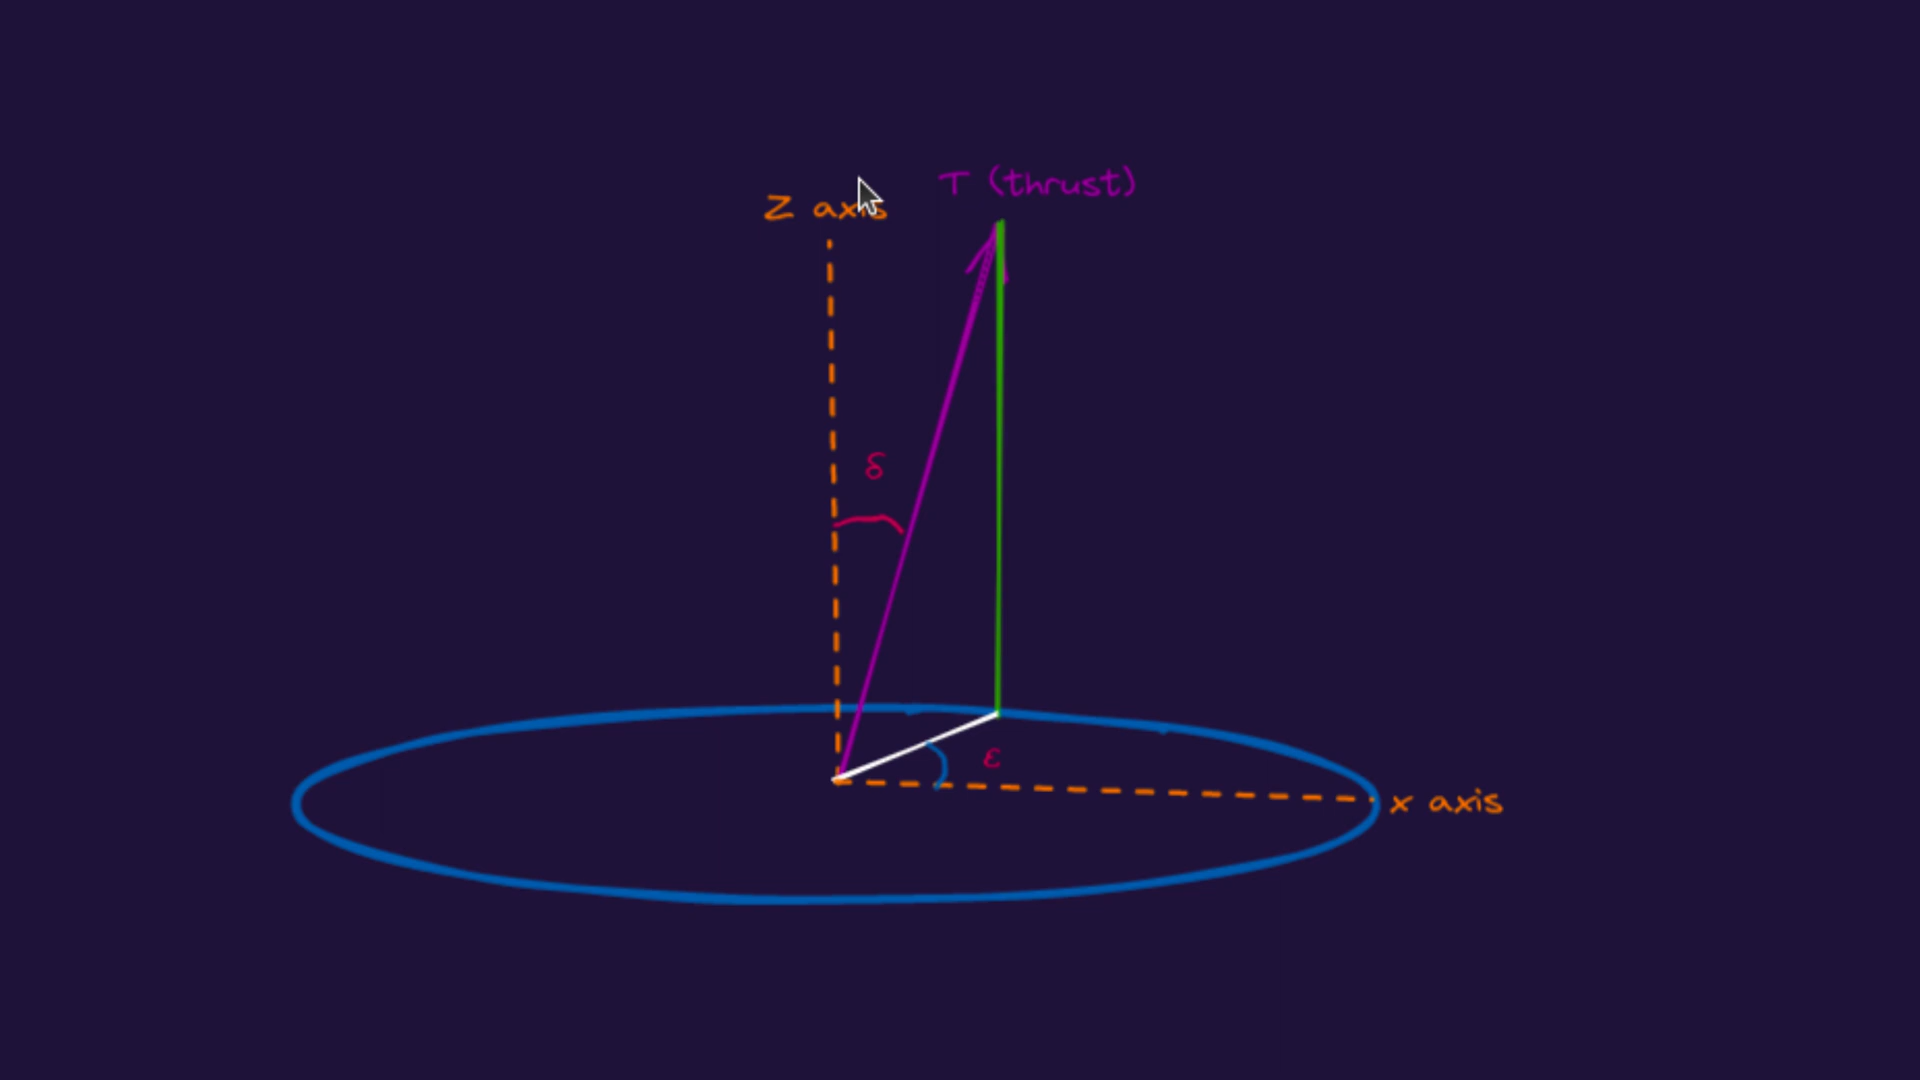 T (thrust)
Z axis
δ
ε
x axis